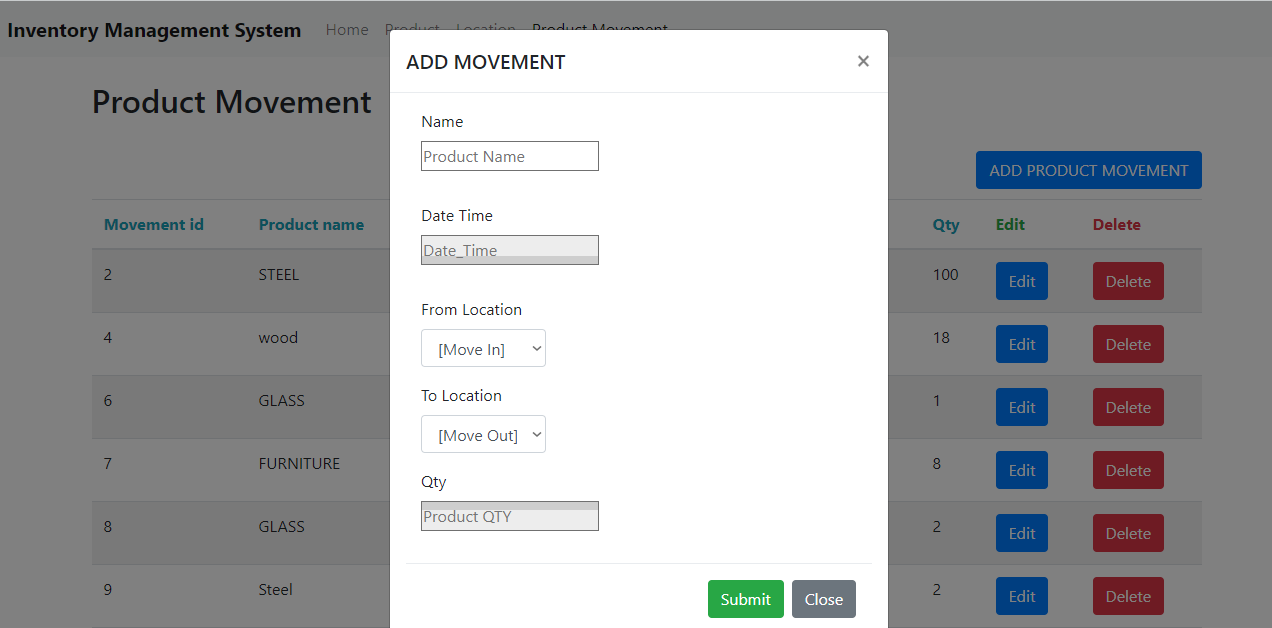 Inventory Management System Home Product Location Product Movement
ADD MOVEMENT ×
Product Movement
Name
Product Name
ADD PRODUCT MOVEMENT
Date Time
Movement id Product name Qty Edit Delete
Date_Time
2 STEEL 100 Edit Delete
From Location
4 wood 18 Edit Delete
[Move In]
To Location
6 GLASS 1 Edit Delete
[Move Out]
7 FURNITURE 8 Edit Delete
Qty
Product QTY
8 GLASS 2 Edit Delete
9 Steel 2 Edit Delete
Submit Close